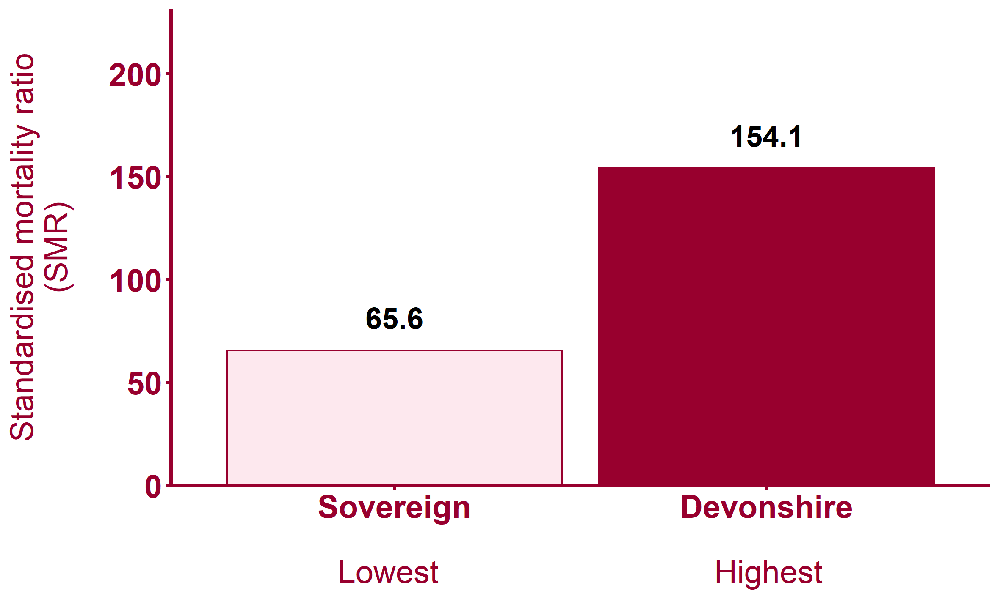 Standardised mortality ratio
(SMR)
200
150
100
50
0
154.1
65.6
Sovereign
Devonshire
Lowest
Highest